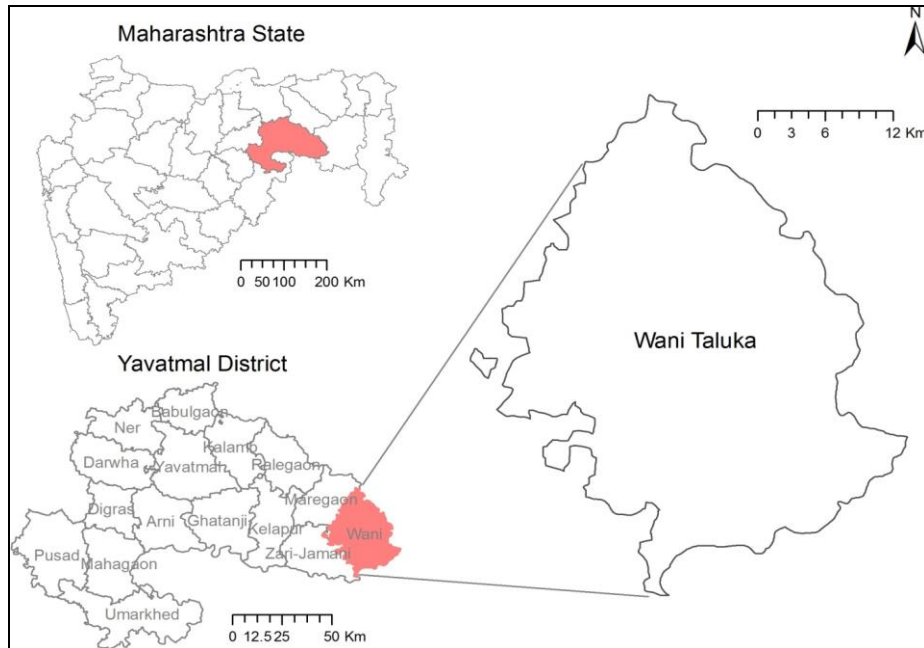 Maharashtra State
N
0 3 6 12 Km
0 50 100 200 Km
Wani Taluka
Yavatmal District
Babulgaon
Ner
Kalamb
Darwha
Yavatmal
Ralegaon
Maregaon
Digras
Arni
Ghatanji
Kelapur
Wani
Pusad
Mahagaon
Zari-Jamani
Umarkhed
0 12.5 25 50 Km